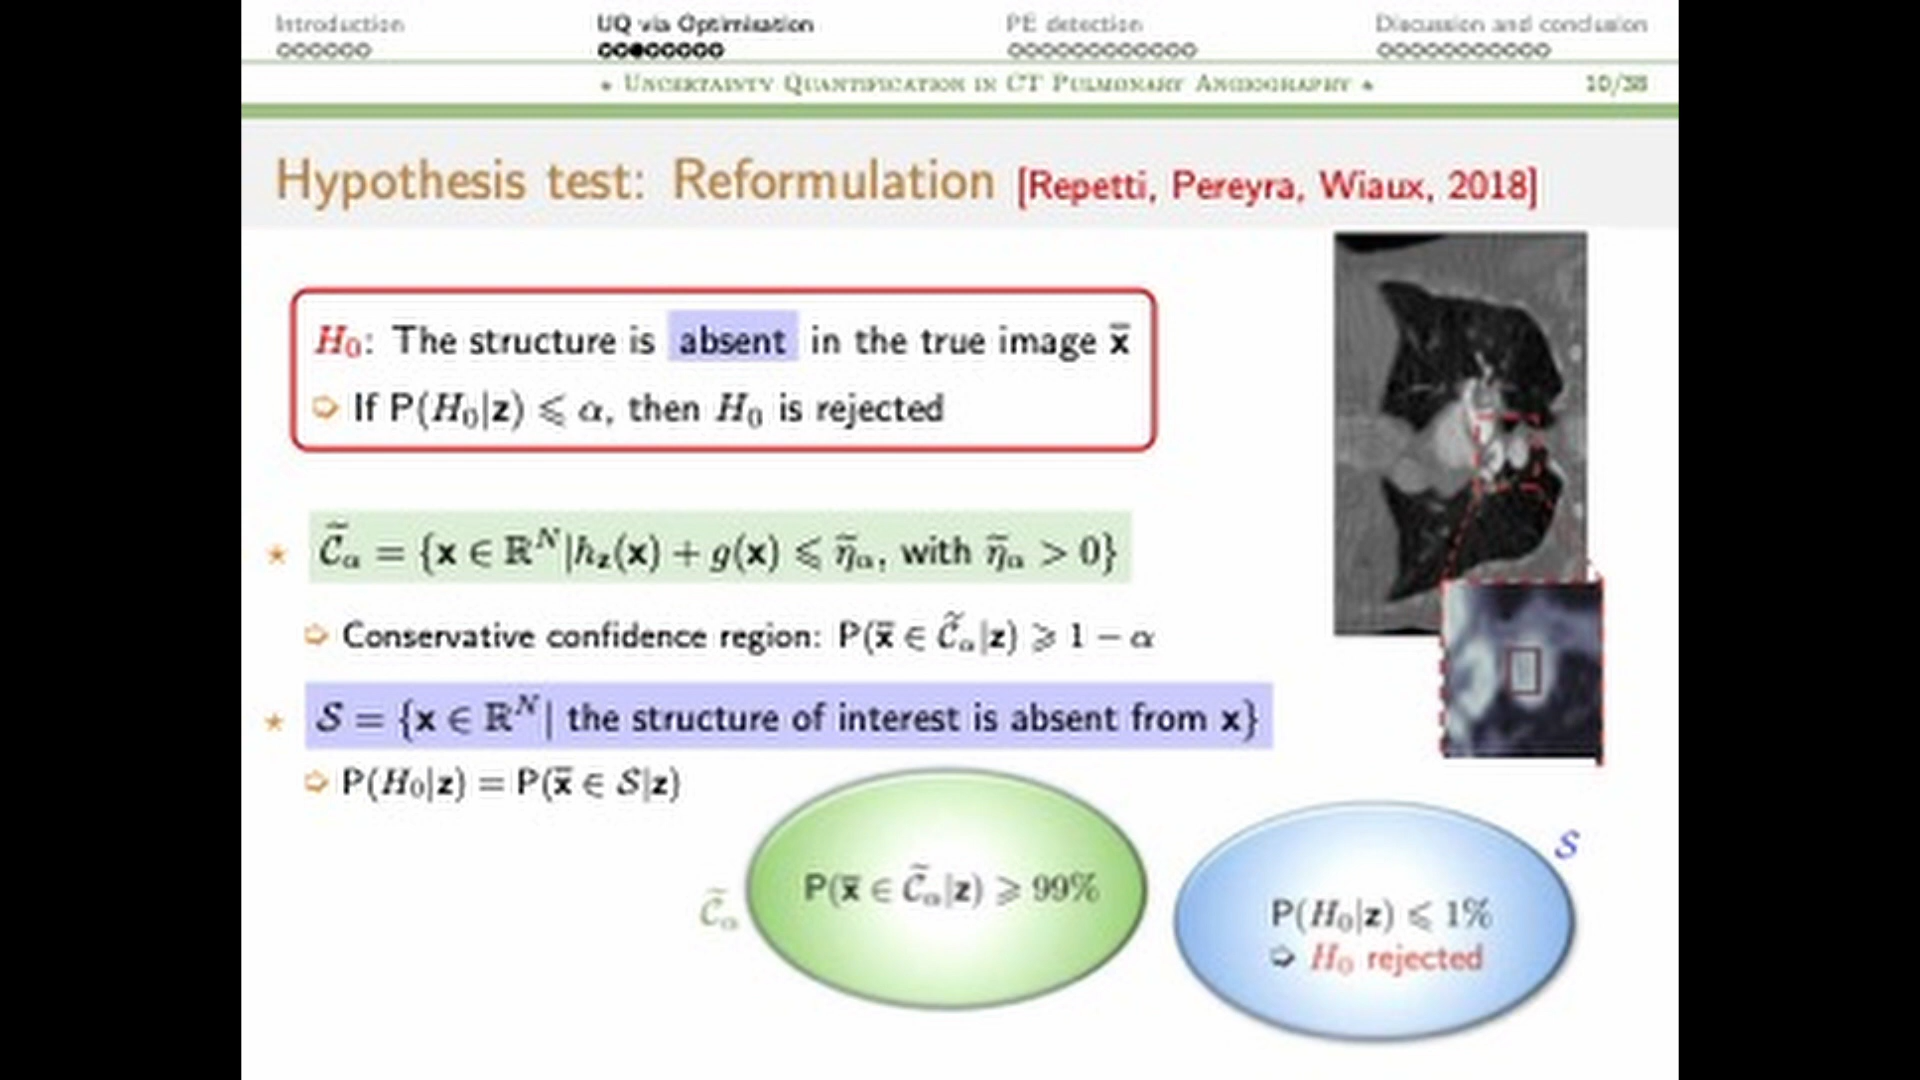 Introduction
UQ via Optimisation
PE detection
Discussion and conclusion
UNCERTAINTY QUANTIFICATION IN CT PULMONARY ANGIOGRAPHY
10/38
Hypothesis test: Reformulation [Repetti, Pereyra, Wiaux, 2018]
H₀: The structure is absent in the true image x̄
➩ If P(H₀|z) ⩽ α, then H₀ is rejected
★ C̃α = {x ∈ ℝᴺ|hz(x) + g(x) ⩽ η̃α, with η̃α > 0}
➩ Conservative confidence region: P(x̄ ∈ C̃α|z) ⩾ 1 − α
★ S = {x ∈ ℝᴺ| the structure of interest is absent from x}
➩ P(H₀|z) = P(x̄ ∈ S|z)
S
P(x̄ ∈ C̃α|z) ⩾ 99%
C̃α
P(H₀|z) ⩽ 1%
➩ H₀ rejected